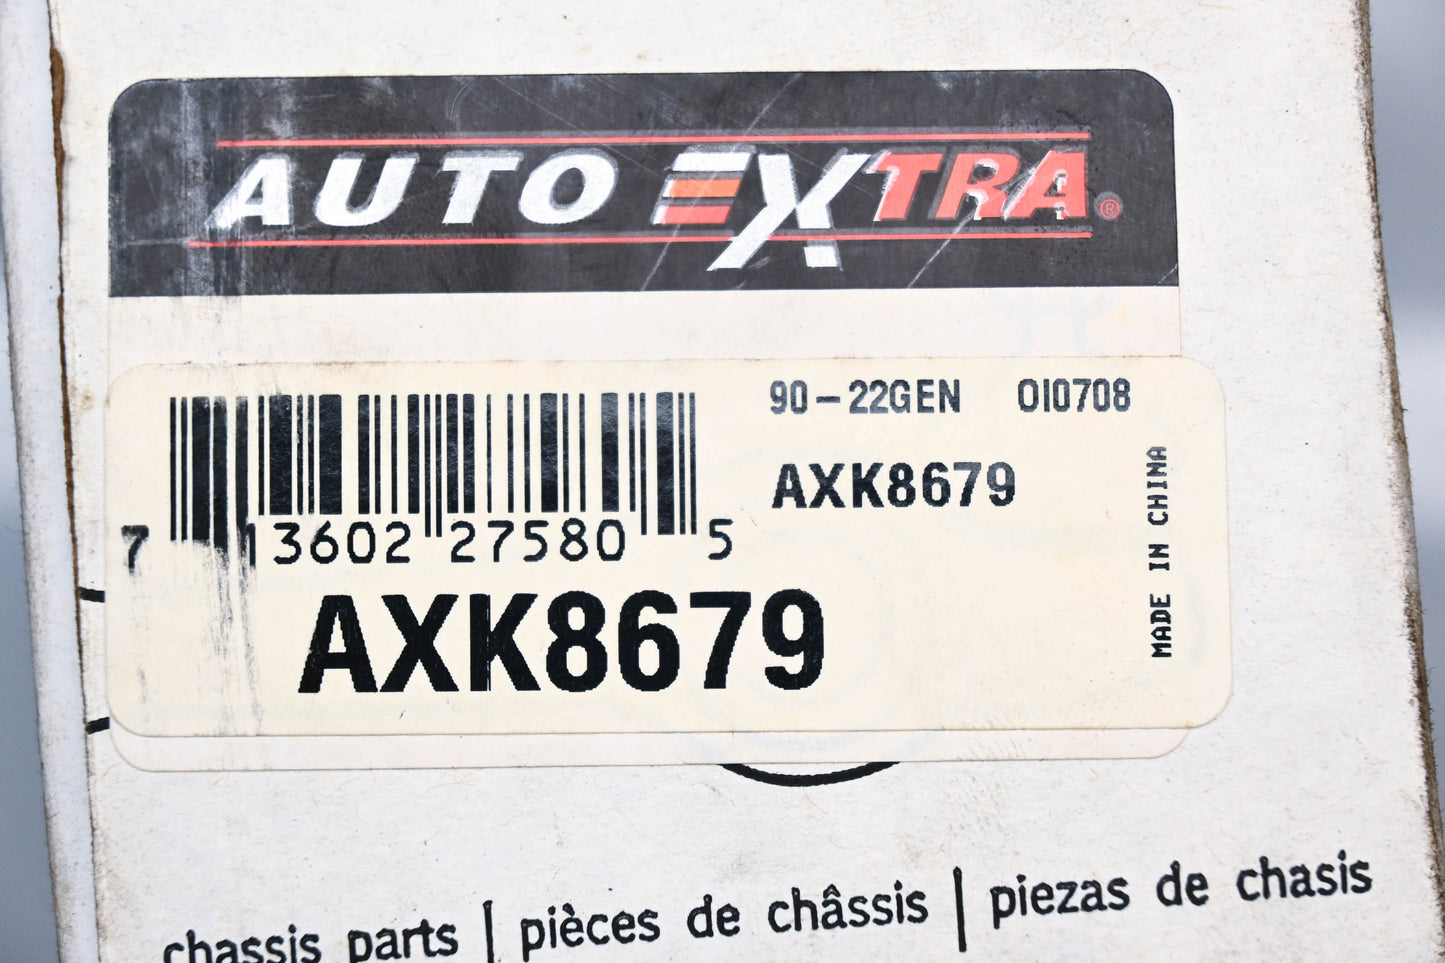 AUTO EXTRA®
90-22GEN OI0708
AXK8679
MADE IN CHINA
7 13602 27580 5
AXK8679
chassis parts | pièces de châssis | piezas de chasis